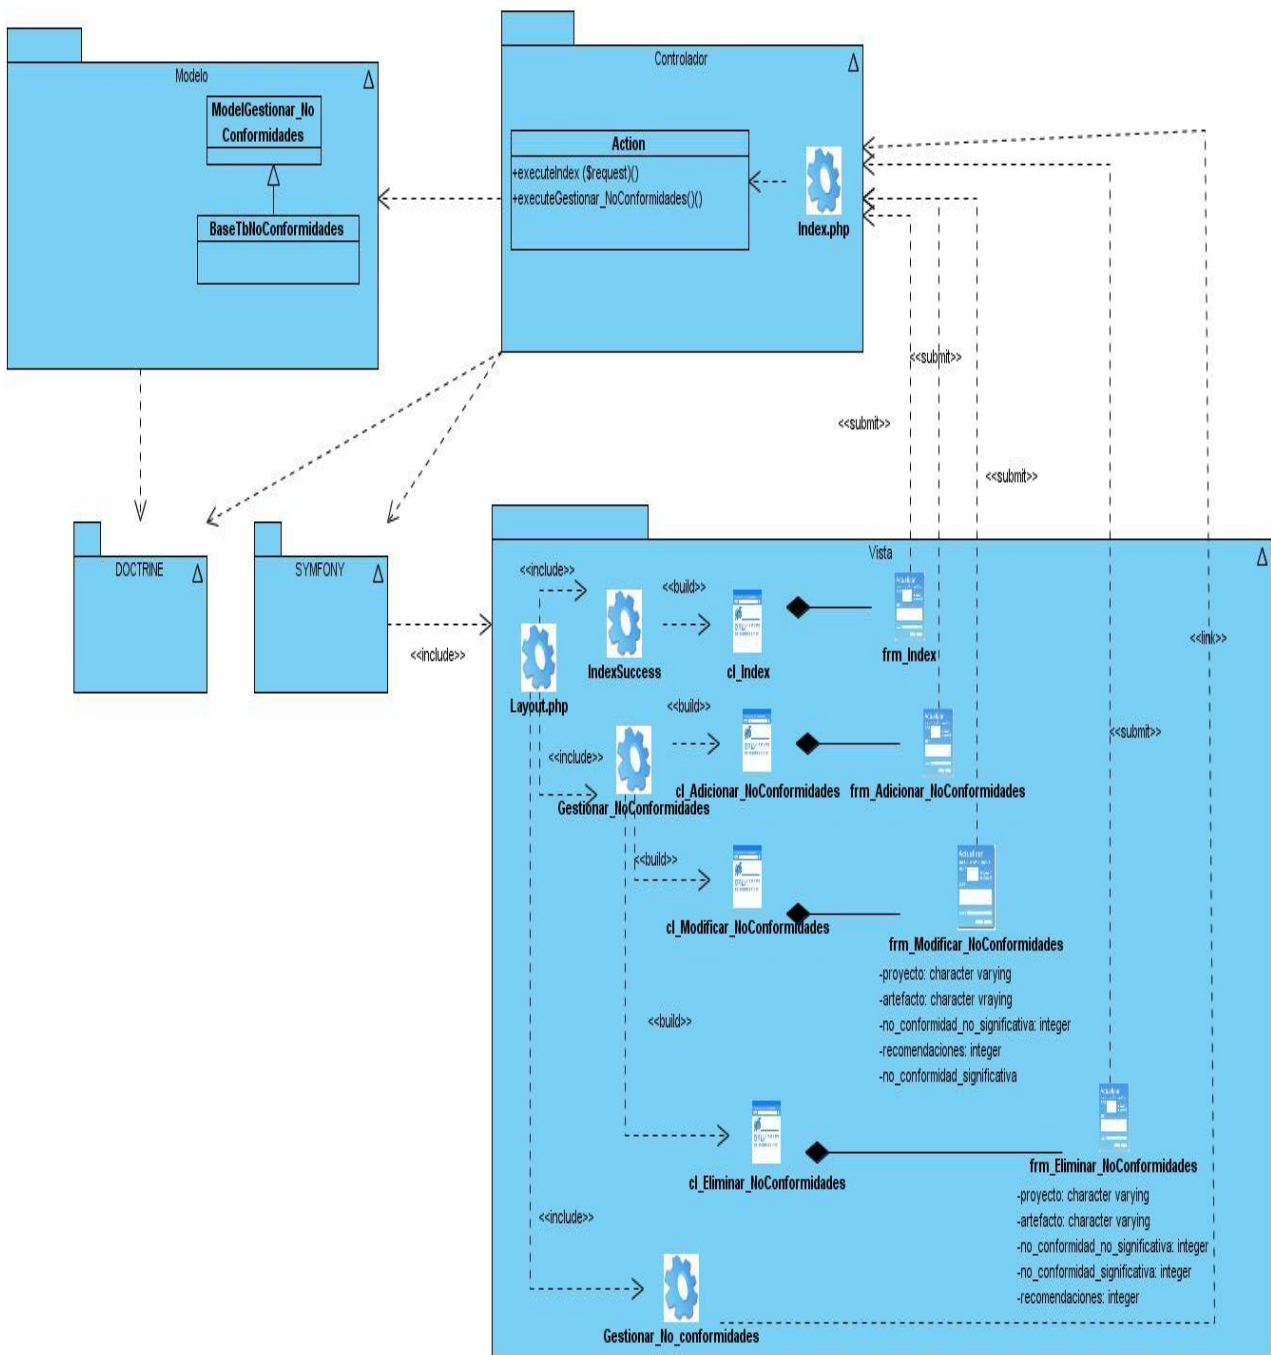 Modelo
ModelGestionar_No
Conformidades
BaseTbNoConformidades
Controlador
Action
+executeIndex ($request)()
+executeGestionar_NoConformidades()()
Index.php
<<submit>>
<<submit>>
<<submit>>
DOCTRINE
SYMFONY
<<include>>
Vista
<<include>>
<<build>>
Layout.php
IndexSuccess
cl_Index
frm_Index
<<link>>
<<build>>
<<submit>>
<<include>>
Gestionar_NoConformidades
cl_Adicionar_NoConformidades
Actualizar
frm_Adicionar_NoConformidades
<<build>>
cl_Modificar_NoConformidades
Actualizar
frm_Modificar_NoConformidades
-proyecto: character varying
-artefacto: character vraying
-no_conformidad_no_significativa: integer
-recomendaciones: integer
-no_conformidad_significativa
<<build>>
cl_Eliminar_NoConformidades
frm_Eliminar_NoConformidades
-proyecto: character varying
-artefacto: character varying
-no_conformidad_no_significativa: integer
-no_conformidad_significativa: integer
-recomendaciones: integer
<<include>>
Gestionar_No_conformidades